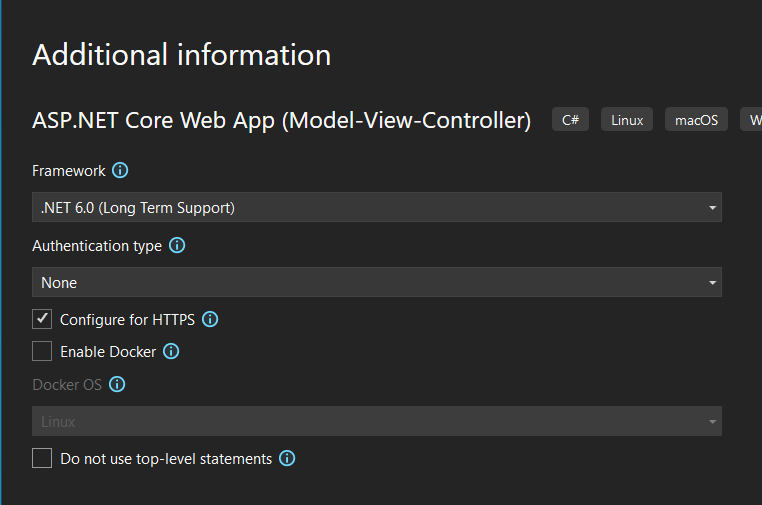 Additional information
ASP.NET Core Web App (Model-View-Controller) C# Linux macOS W
Framework
.NET 6.0 (Long Term Support)
Authentication type
None
Configure for HTTPS
Enable Docker
Docker OS
Linux
Do not use top-level statements